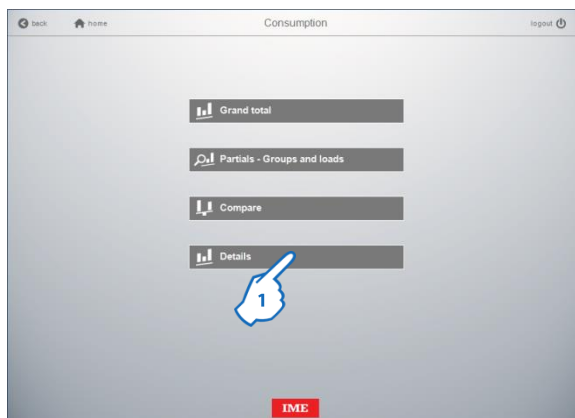 back
home
Consumption
logout
Grand total
Partials - Groups and loads
Compare
Details
1
IME